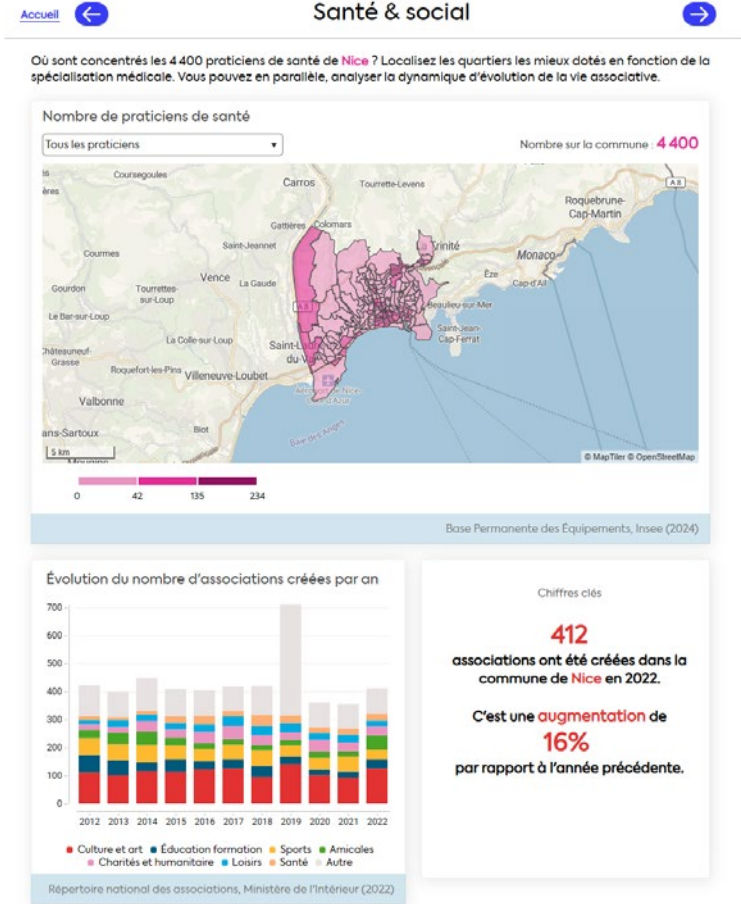 Accueil
Santé & social
Où sont concentrés les 4 400 praticiens de santé de Nice ? Localisez les quartiers les mieux dotés en fonction de la
spécialisation médicale. Vous pouvez en parallèle, analyser la dynamique d'évolution de la vie associative.
Nombre de praticiens de santé
Tous les praticiens
Nombre sur la commune : 4 400
Coursegoules
Carros
Tourrette-Levens
A 8
Roquebrune-
Cap-Martin
Gattières
Colomars
La Trinité
Saint-Jeannet
Courmes
Monaco
Vence
La Gaude
Èze
Cap-d'Ail
Gourdon
Tourrettes-
sur-Loup
A 8
Beaulieu-sur-Mer
Le Bar-sur-Loup
Saint-Jean-
Cap-Ferrat
La Colle-sur-Loup
Châteauneuf-
Grasse
Roquefort-les-Pins
Villeneuve-Loubet
Valbonne
Baie des Anges
Biot
ans-Sartoux
5 km
© MapTiler © OpenStreetMap
0 42 135 234
Base Permanente des Équipements, Insee (2024)
Évolution du nombre d'associations créées par an
700
600
500
400
300
200
100
0
2012 2013 2014 2015 2016 2017 2018 2019 2020 2021 2022
Culture et art Éducation formation Sports Amicales
Charités et humanitaire Loisirs Santé Autre
Répertoire national des associations, Ministère de l'Intérieur (2022)
Chiffres clés
412
associations ont été créées dans la
commune de Nice en 2022.
C'est une augmentation de
16%
par rapport à l'année précédente.